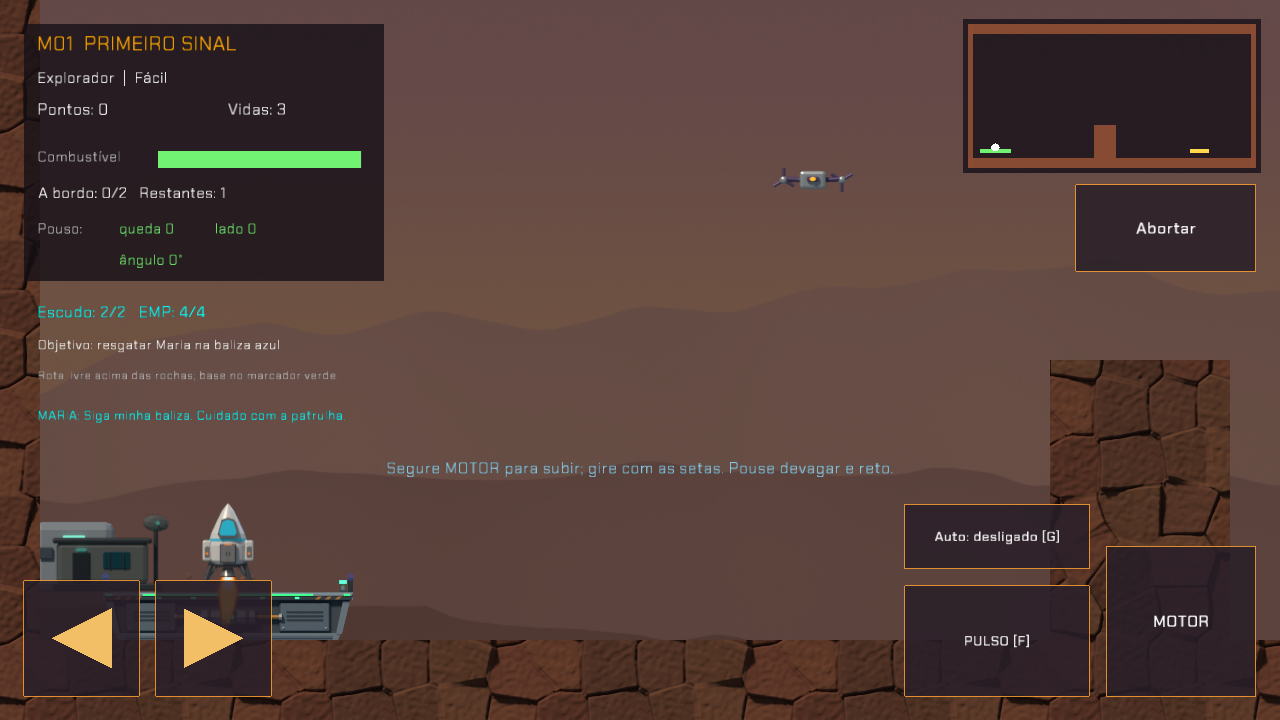 M01 PRIMEIRO SINAL
Explorador | Fácil
Pontos: 0 Vidas: 3
Combustível
A bordo: 0/2 Restantes: 1
Pouso: queda 0 lado 0
ângulo 0°
Escudo: 2/2 EMP: 4/4
Objetivo: resgatar Maria na baliza azul
Rota livre acima das rochas; base no marcador verde
MARIA: Siga minha baliza. Cuidado com a patrulha.
Segure MOTOR para subir; gire com as setas. Pouse devagar e reto.
Abortar
Auto: desligado [G]
PULSO [F]
MOTOR